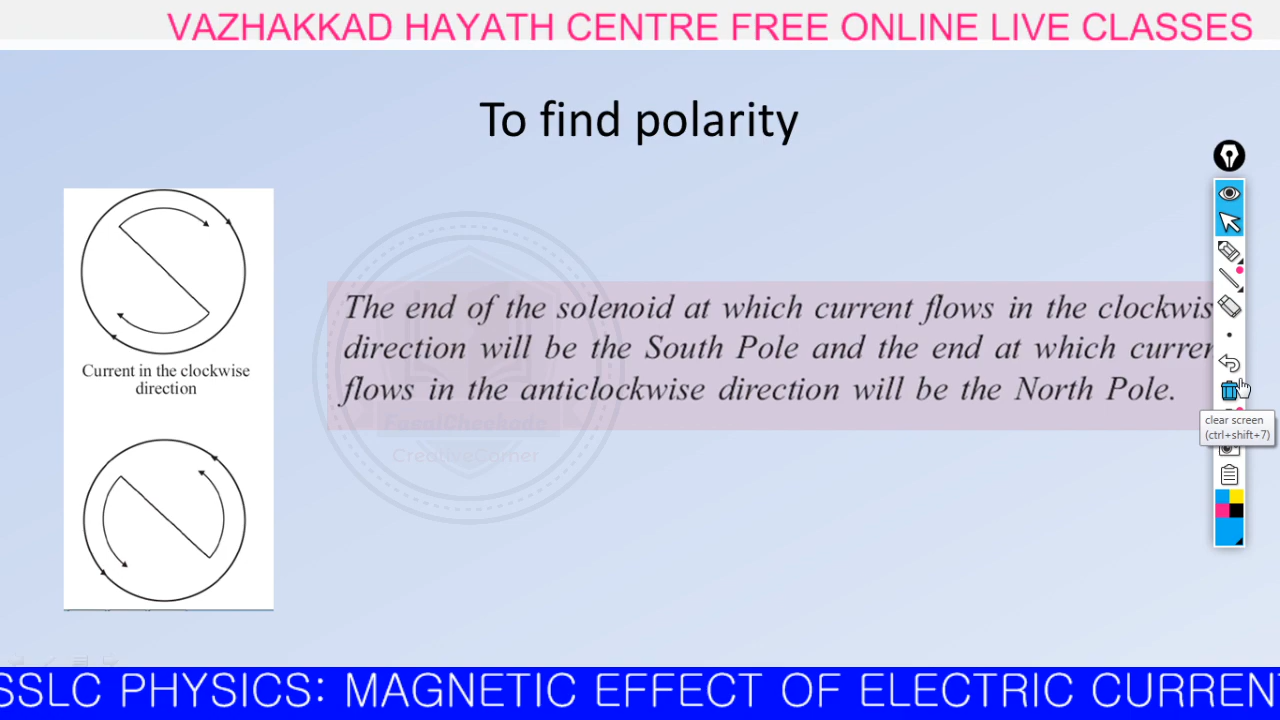 VAZHAKKAD HAYATH CENTRE FREE ONLINE LIVE CLASSES
To find polarity
The end of the solenoid at which current flows in the clockwis
direction will be the South Pole and the end at which curren
flows in the anticlockwise direction will be the North Pole.
Current in the clockwise
direction
CreativeCorner
clear screen
(ctrl+shift+7)
SSLC PHYSICS: MAGNETIC EFFECT OF ELECTRIC CURRENT